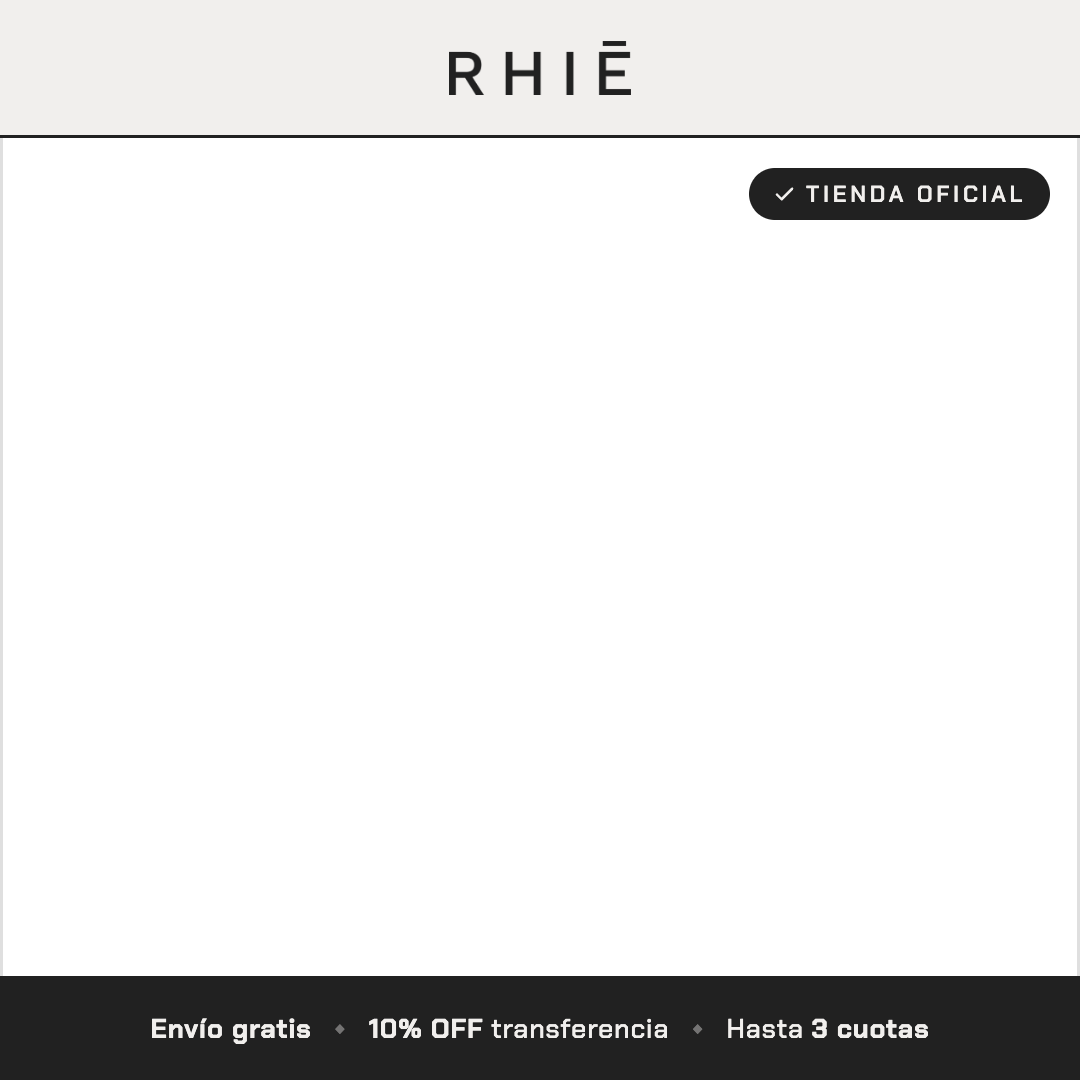 RHIĒ
✓ TIENDA OFICIAL
Envío gratis ◆ 10% OFF transferencia ◆ Hasta 3 cuotas